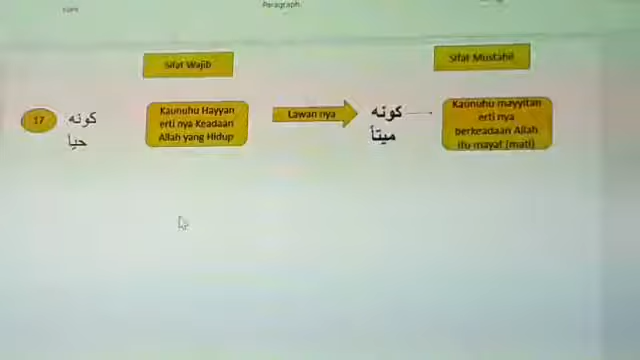 Paragraph
Sifat Wajib
Sifat Mustahil
17
كونه
حيا
Kaunuhu Hayyan
erti nya Keadaan
Allah yang Hidup
Lawan nya
كونه
ميتأ
Kaunuhu mayyitan
erti nya
berkeadaan Allah
itu mayat (mati)